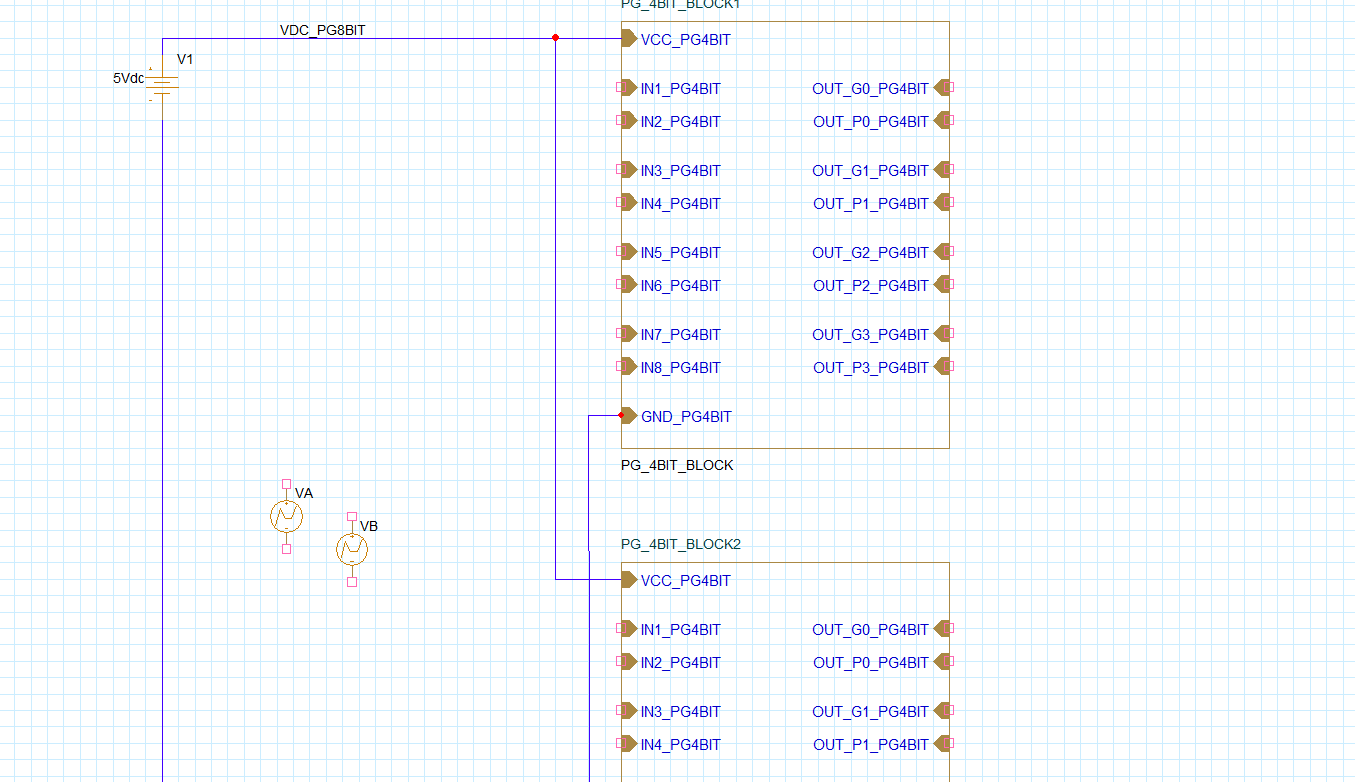 PG_4BIT_BLOCK1
VDC_PG8BIT
VCC_PG4BIT
V1
5Vdc
IN1_PG4BIT OUT_G0_PG4BIT
IN2_PG4BIT OUT_P0_PG4BIT
IN3_PG4BIT OUT_G1_PG4BIT
IN4_PG4BIT OUT_P1_PG4BIT
IN5_PG4BIT OUT_G2_PG4BIT
IN6_PG4BIT OUT_P2_PG4BIT
IN7_PG4BIT OUT_G3_PG4BIT
IN8_PG4BIT OUT_P3_PG4BIT
GND_PG4BIT
PG_4BIT_BLOCK
VA
VB
PG_4BIT_BLOCK2
VCC_PG4BIT
IN1_PG4BIT OUT_G0_PG4BIT
IN2_PG4BIT OUT_P0_PG4BIT
IN3_PG4BIT OUT_G1_PG4BIT
IN4_PG4BIT OUT_P1_PG4BIT